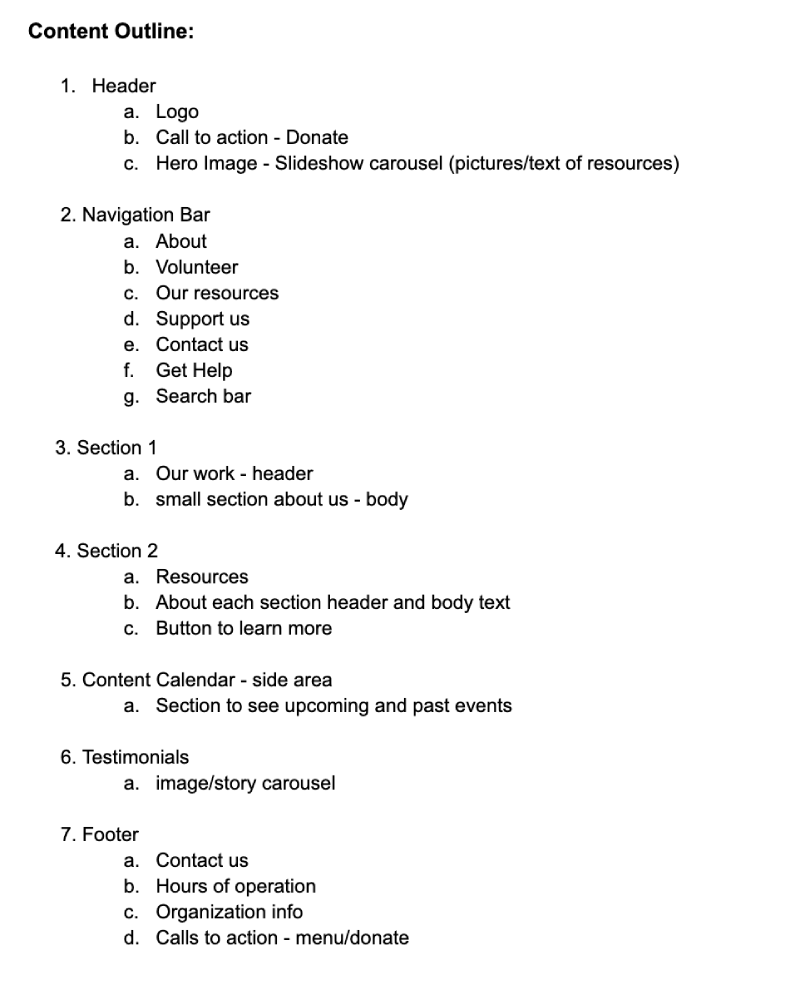 Content Outline:
1. Header
a. Logo
b. Call to action - Donate
c. Hero Image - Slideshow carousel (pictures/text of resources)
2. Navigation Bar
a. About
b. Volunteer
c. Our resources
d. Support us
e. Contact us
f. Get Help
g. Search bar
3. Section 1
a. Our work - header
b. small section about us - body
4. Section 2
a. Resources
b. About each section header and body text
c. Button to learn more
5. Content Calendar - side area
a. Section to see upcoming and past events
6. Testimonials
a. image/story carousel
7. Footer
a. Contact us
b. Hours of operation
c. Organization info
d. Calls to action - menu/donate